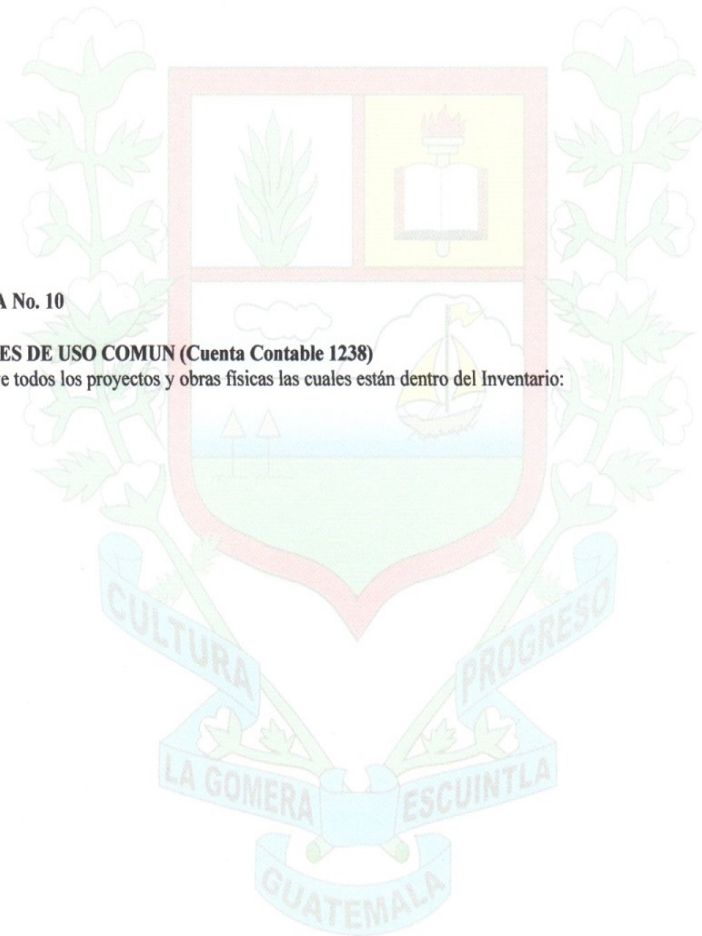 A No. 10
ES DE USO COMUN (Cuenta Contable 1238)
e todos los proyectos y obras físicas las cuales están dentro del Inventario:
CULTURA
PROGRESO
LA GOMERA
ESCUINTLA
GUATEMALA